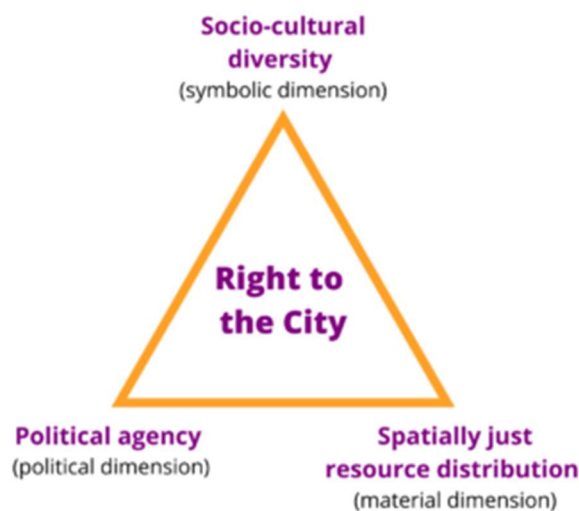 Socio-cultural
diversity
(symbolic dimension)
Right to
the City
Political agency
(political dimension)
Spatially just
resource distribution
(material dimension)